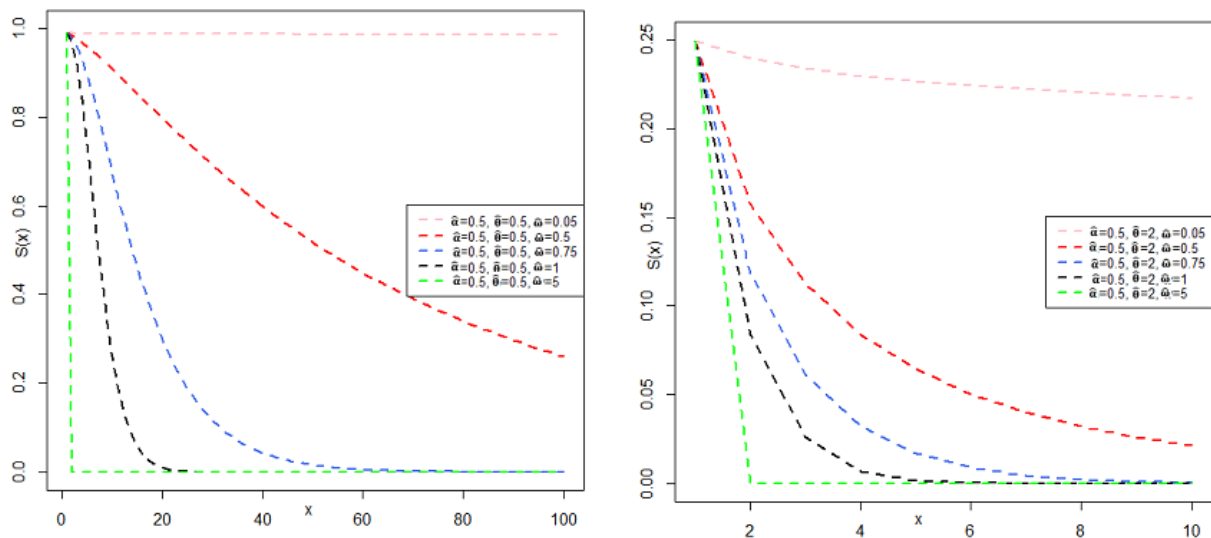 S(x)
1.0
0.8
0.6
0.4
0.2
0.0
0 20 40 60 80 100
x
α̂=0.5, θ̂=0.5, ω̂=0.05
α̂=0.5, θ̂=0.5, ω̂=0.5
α̂=0.5, θ̂=0.5, ω̂=0.75
α̂=0.5, θ̂=0.5, ω̂=1
α̂=0.5, θ̂=0.5, ω̂=5
S(x)
0.25
0.20
0.15
0.10
0.05
0.00
2 4 6 8 10
x
α̂=0.5, θ̂=2, ω̂=0.05
α̂=0.5, θ̂=2, ω̂=0.5
α̂=0.5, θ̂=2, ω̂=0.75
α̂=0.5, θ̂=2, ω̂=1
α̂=0.5, θ̂=2, ω̂=5